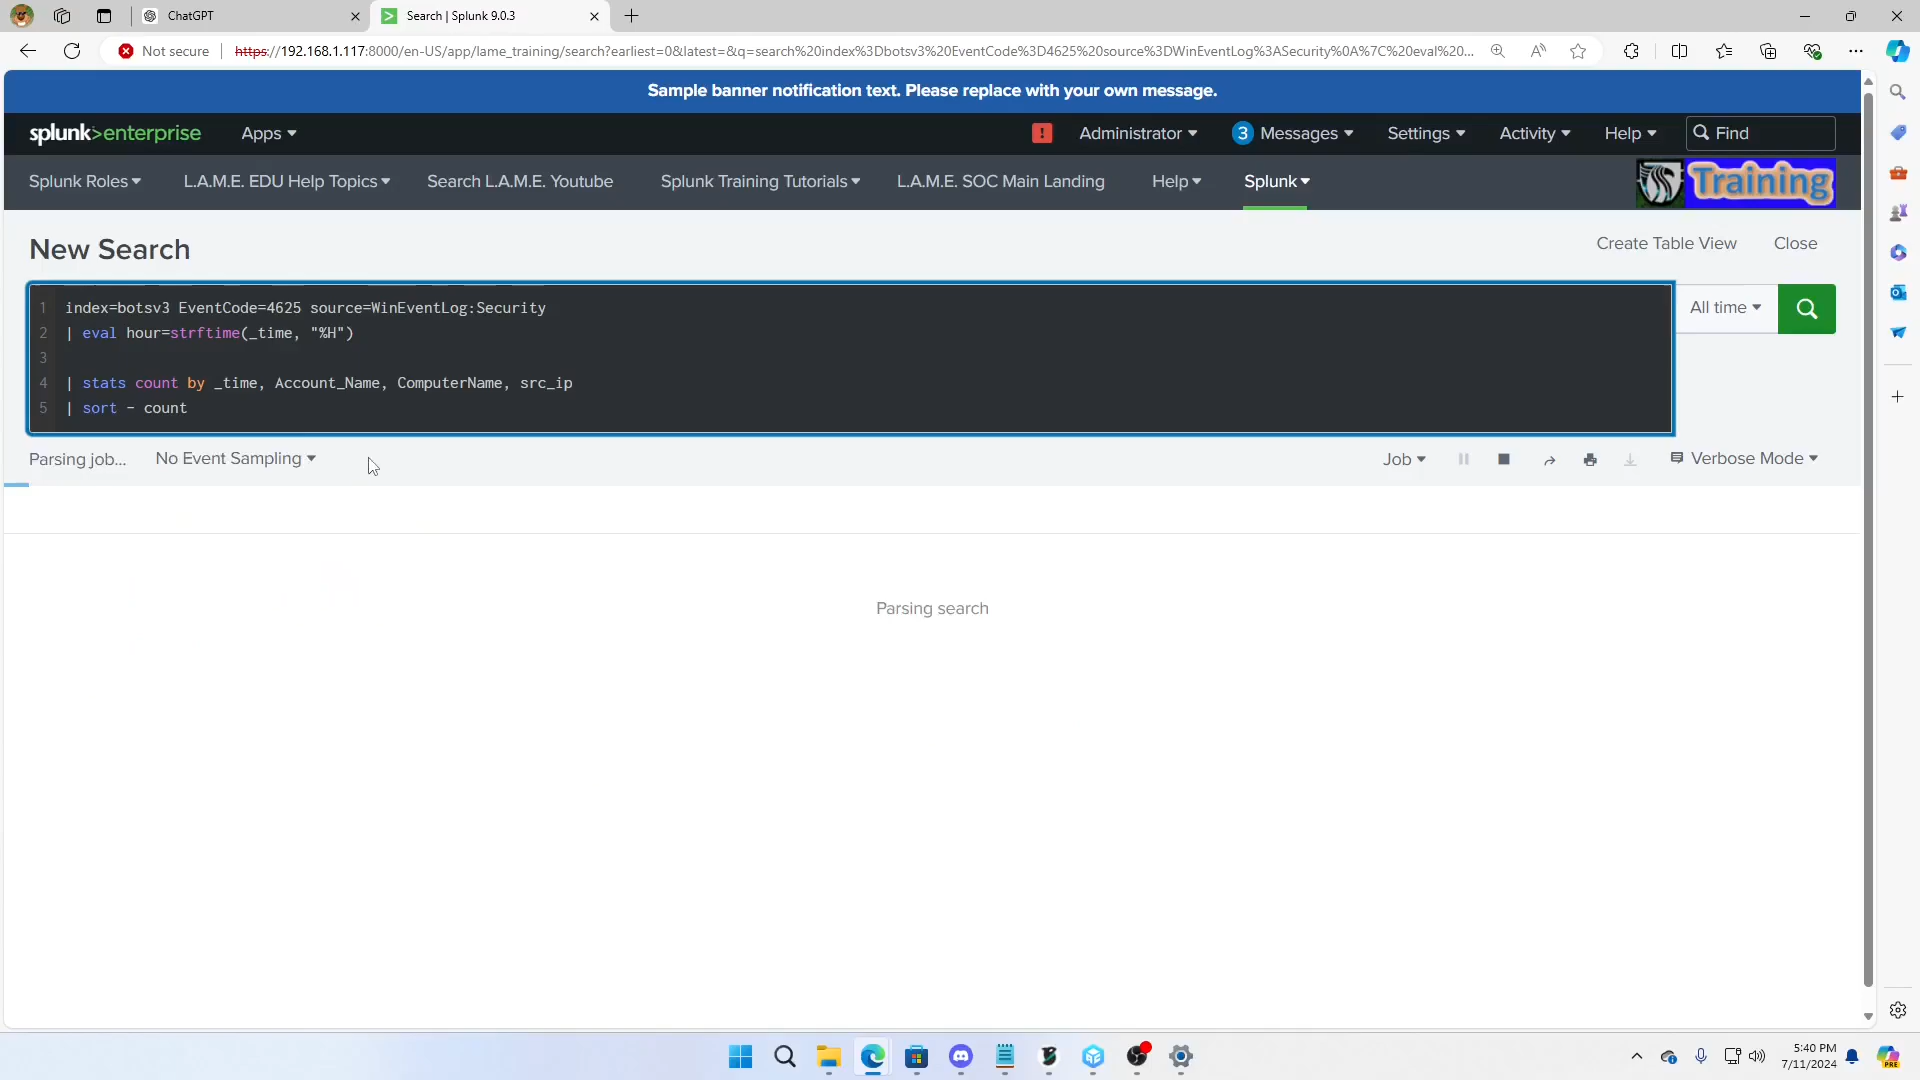 ChatGPT
Search | Splunk 9.0.3
Not secure
https://192.168.1.117:8000/en-US/app/lame_training/search?earliest=0&latest=&q=search%20index%3Dbotsv3%20EventCode%3D4625%20source%3DWinEventLog%3ASecurity%0A%7C%20eval%20...
Sample banner notification text. Please replace with your own message.
splunk>enterprise
Apps
!
Administrator
3 Messages
Settings
Activity
Help
Find
Splunk Roles
L.A.M.E. EDU Help Topics
Search L.A.M.E. Youtube
Splunk Training Tutorials
L.A.M.E. SOC Main Landing
Help
Splunk
Training
New Search
Create Table View
Close
1 index=botsv3 EventCode=4625 source=WinEventLog:Security
2 | eval hour=strftime(_time, "%H")
3
4 | stats count by _time, Account_Name, ComputerName, src_ip
5 | sort - count
All time
Parsing job...
No Event Sampling
Job
Verbose Mode
Parsing search
5:40 PM
7/11/2024
PRE